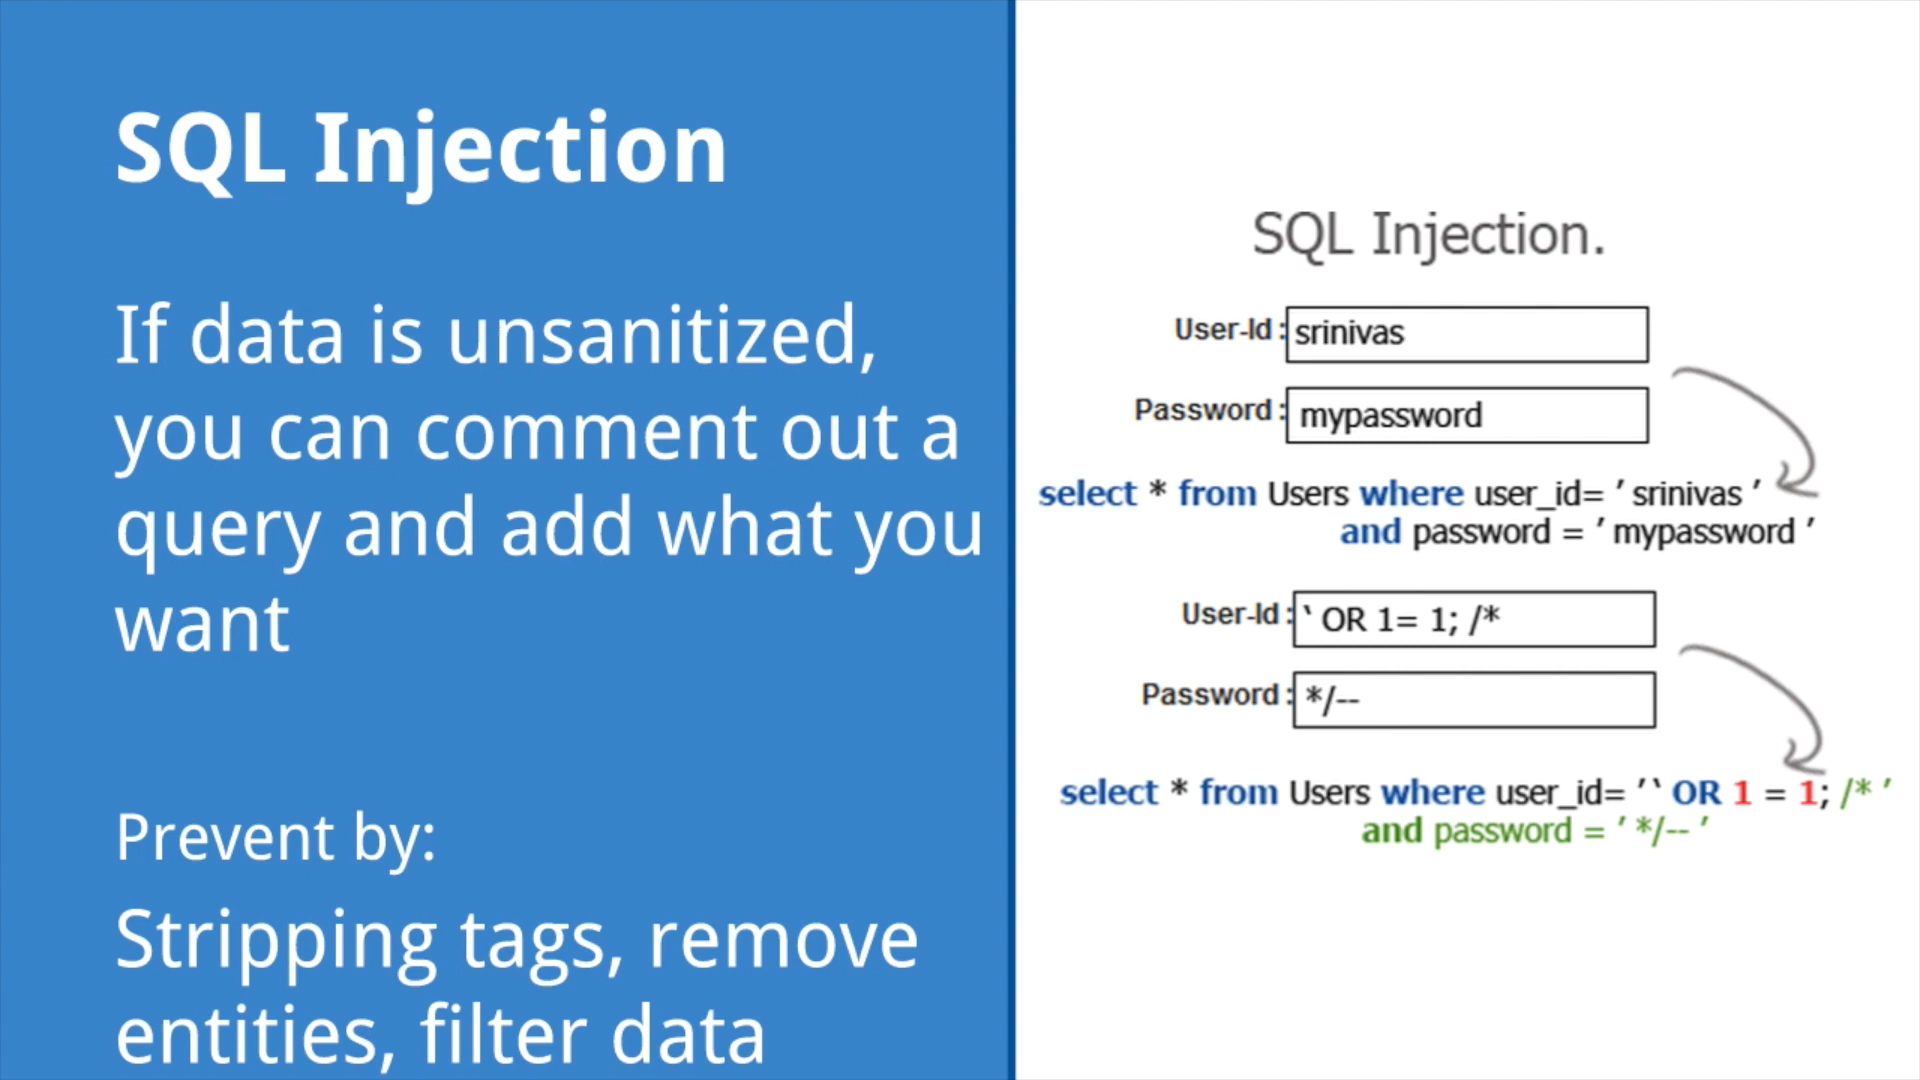 SQL Injection
If data is unsanitized,
you can comment out a
query and add what you
want
Prevent by:
Stripping tags, remove
entities, filter data
SQL Injection.
User-Id : srinivas
Password : mypassword
select * from Users where user_id= ' srinivas '
and password = ' mypassword '
User-Id : ‵ OR 1= 1; /*
Password : */--
select * from Users where user_id= ' ‵ OR 1 = 1; /* '
and password = ' */-- '